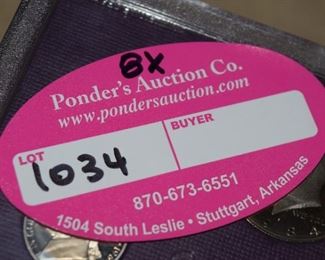 8X
Ponder's Auction Co.
www.pondersauction.com
LOT
BUYER
1034
870-673-6551
1504 South Leslie • Stuttgart, Arkansas